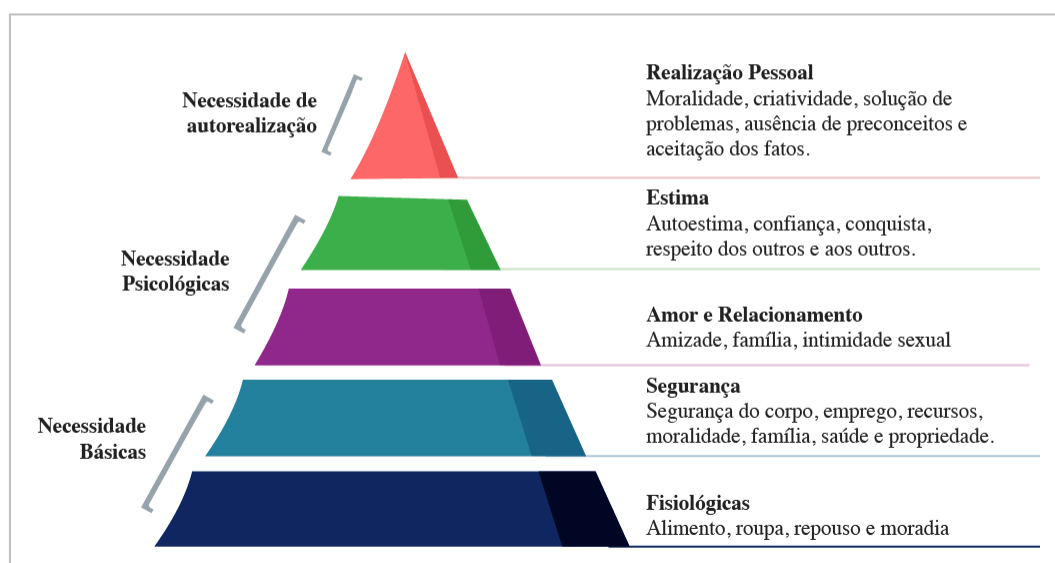 Necessidade de
autorealização
Realização Pessoal
Moralidade, criatividade, solução de
problemas, ausência de preconceitos e
aceitação dos fatos.
Estima
Autoestima, confiança, conquista,
respeito dos outros e aos outros.
Necessidade
Psicológicas
Amor e Relacionamento
Amizade, família, intimidade sexual
Segurança
Segurança do corpo, emprego, recursos,
moralidade, família, saúde e propriedade.
Necessidade
Básicas
Fisiológicas
Alimento, roupa, repouso e moradia